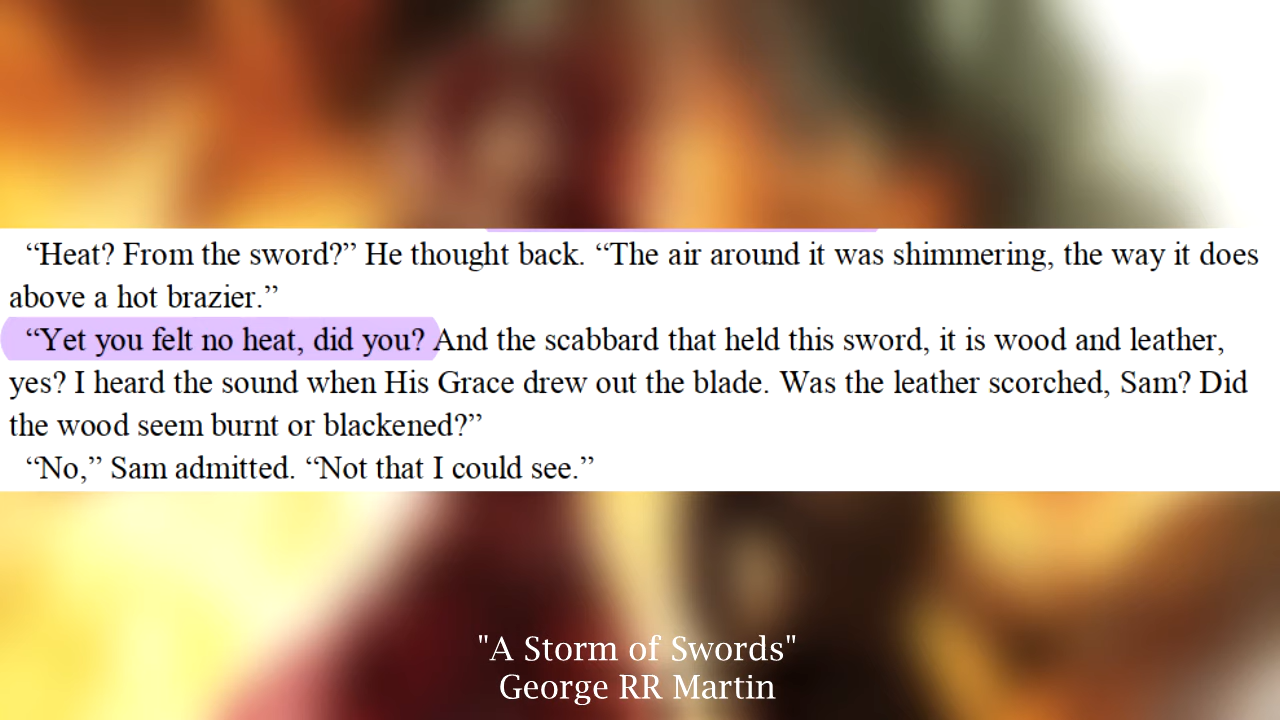 “Heat? From the sword?” He thought back. “The air around it was shimmering, the way it does
above a hot brazier.”
“Yet you felt no heat, did you? And the scabbard that held this sword, it is wood and leather,
yes? I heard the sound when His Grace drew out the blade. Was the leather scorched, Sam? Did
the wood seem burnt or blackened?”
“No,” Sam admitted. “Not that I could see.”
"A Storm of Swords"
George RR Martin